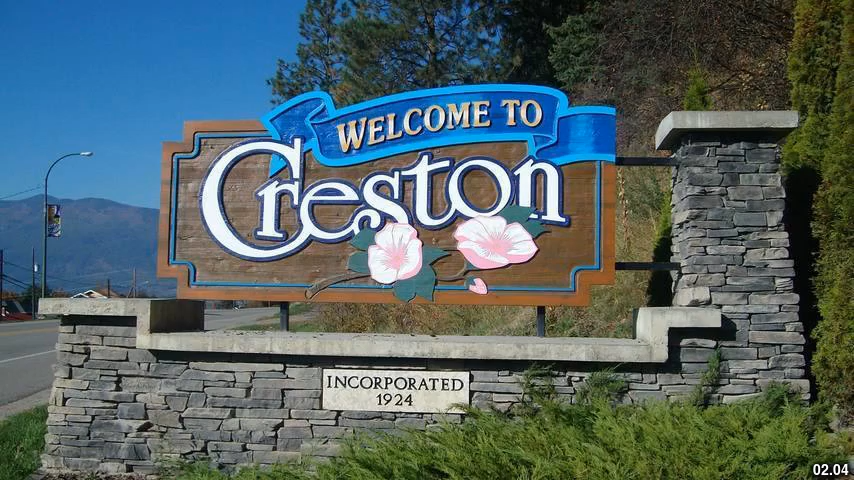 WELCOME TO
Creston
INCORPORATED
1924
02.04